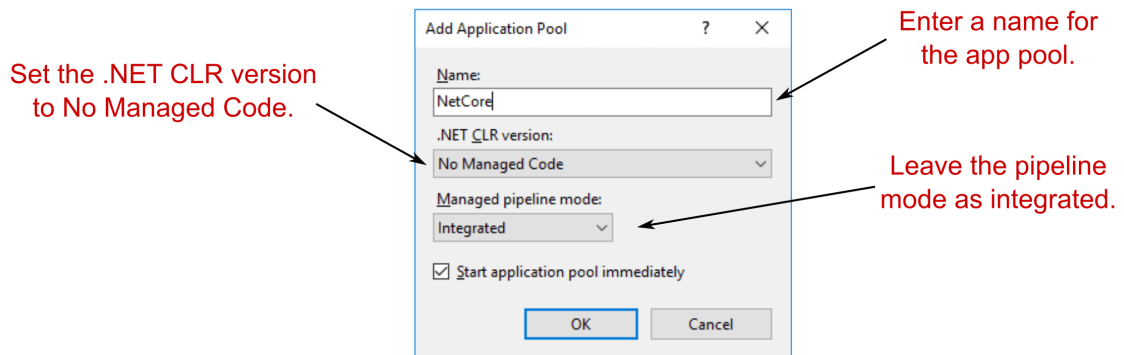 Add Application Pool ?
Enter a name for
the app pool.
Set the .NET CLR version
to No Managed Code.
Name:
NetCore
.NET CLR version:
No Managed Code
Leave the pipeline
mode as integrated.
Managed pipeline mode:
Integrated
Start application pool immediately
OK Cancel